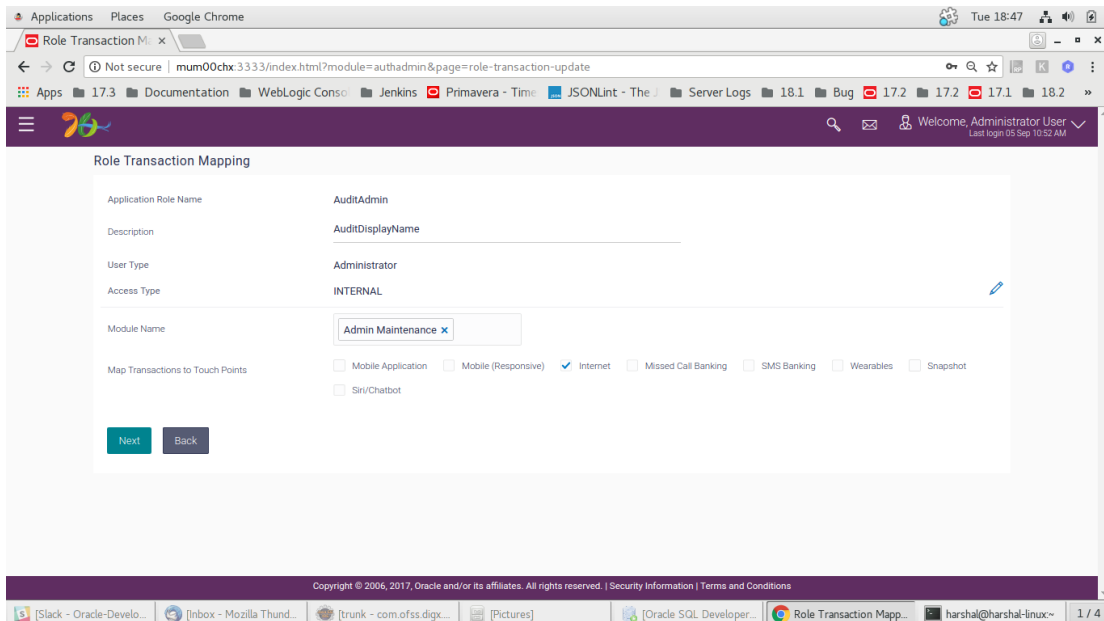 Applications Places Google Chrome Tue 18:47
Role Transaction M
Not secure | mum00chx:3333/index.html?module=authadmin&page=role-transaction-update
Apps 17.3 Documentation WebLogic Conso Jenkins Primavera - Time JSONLint - The J Server Logs 18.1 Bug 17.2 17.2 17.1 18.2 »
Welcome, Administrator User
Last login 05 Sep 10:52 AM
Role Transaction Mapping
Application Role Name AuditAdmin
Description AuditDisplayName
User Type Administrator
Access Type INTERNAL
Module Name Admin Maintenance ×
Map Transactions to Touch Points Mobile Application Mobile (Responsive) Internet Missed Call Banking SMS Banking Wearables Snapshot
Siri/Chatbot
Next Back
Copyright © 2006, 2017, Oracle and/or its affiliates. All rights reserved. | Security Information | Terms and Conditions
[Slack - Oracle-Develo... [Inbox - Mozilla Thund... [trunk - com.ofss.digx.... [Pictures] [Oracle SQL Developer... Role Transaction Mapp... harshal@harshal-linux:~ 1 / 4